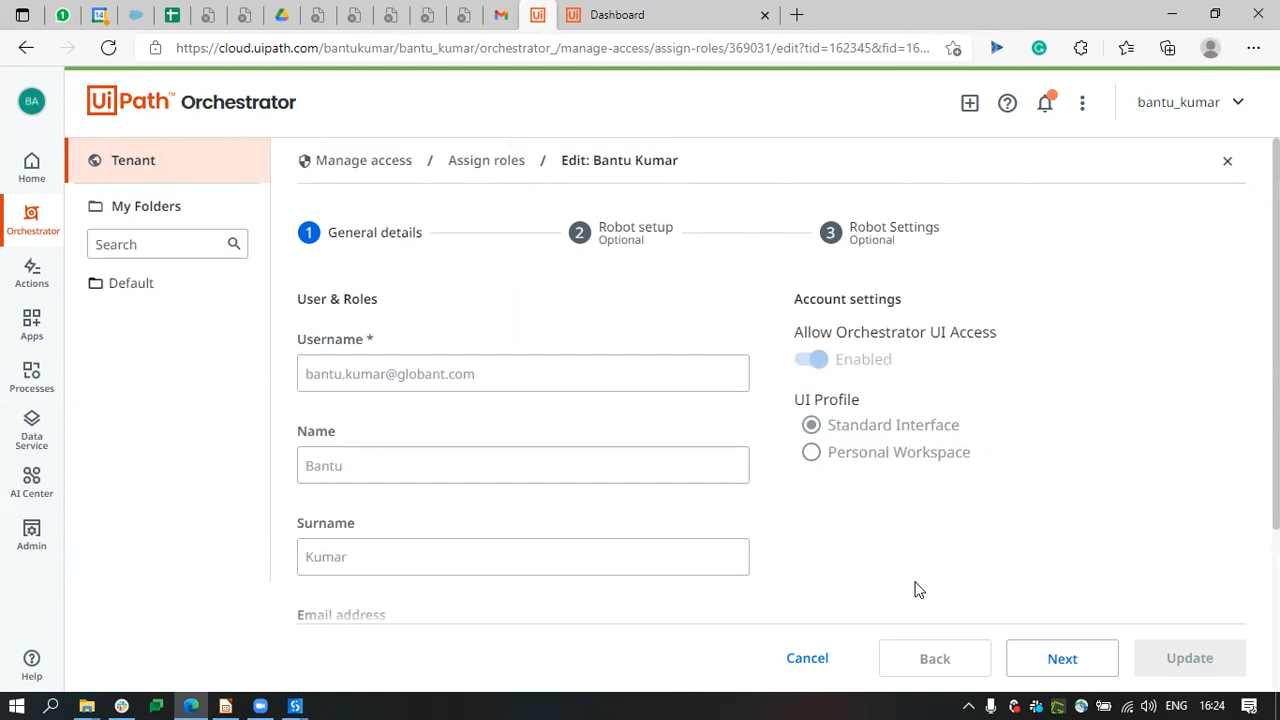 Dashboard
https://cloud.uipath.com/bantukumar/bantu_kumar/orchestrator_/manage-access/assign-roles/369031/edit?tid=162345&fid=16...
BA
UiPath™ Orchestrator
bantu_kumar
Tenant
Manage access / Assign roles / Edit: Bantu Kumar
Home
My Folders
Orchestrator
1 General details
2 Robot setup
Optional
3 Robot Settings
Optional
Search
Actions
Default
User & Roles
Account settings
Apps
Username *
Allow Orchestrator UI Access
bantu.kumar@globant.com
Enabled
Processes
UI Profile
Name
Standard Interface
Data
Service
Bantu
Personal Workspace
AI Center
Surname
Admin
Kumar
Email address
Help
Cancel
Back
Next
Update
ENG
16:24